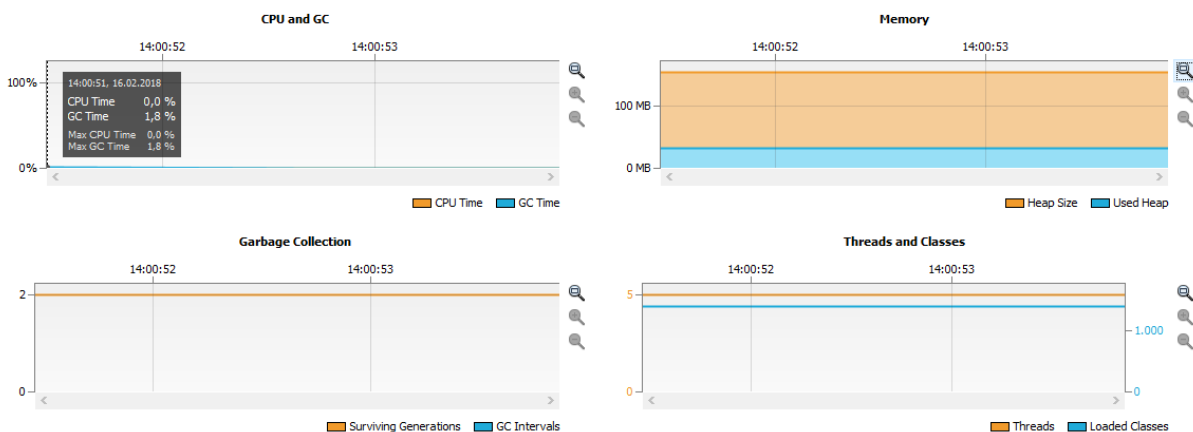 CPU and GC
14:00:52 14:00:53
100%
14:00:51, 16.02.2018
CPU Time 0,0 %
GC Time 1,8 %
Max CPU Time 0,0 %
Max GC Time 1,8 %
0%
CPU Time GC Time
Memory
14:00:52 14:00:53
100 MB
0 MB
Heap Size Used Heap
Garbage Collection
14:00:52 14:00:53
2
0
Surviving Generations GC Intervals
Threads and Classes
14:00:52 14:00:53
5
1.000
0 0
Threads Loaded Classes